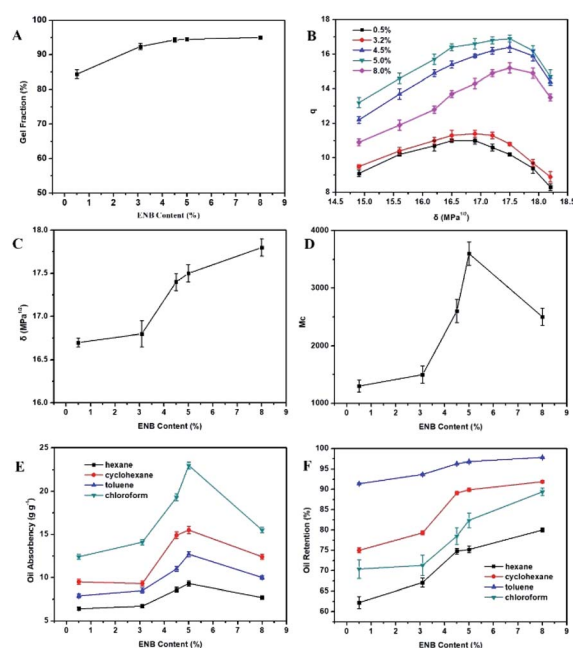 A
100
90
80
70
60
50
Gel Fraction (%)
0 1 2 3 4 5 6 7 8 9
ENB Content (%)
B
0.5%
3.2%
4.5%
5.0%
8.0%
18
16
14
12
10
8
q
14.5 15.0 15.5 16.0 16.5 17.0 17.5 18.0 18.5
δ (MPa1/2)
C
18.0
17.5
17.0
16.5
16.0
δ (MPa1/2)
0 1 2 3 4 5 6 7 8 9
ENB Content (%)
D
4000
3000
2000
1000
Mc
0 1 2 3 4 5 6 7 8 9
ENB Content (%)
E
hexane
cyclohexane
toluene
chloroform
25
20
15
10
5
Oil Absorbency (g g-1)
0 1 2 3 4 5 6 7 8 9
ENB Content (%)
F
hexane
cyclohexane
toluene
chloroform
100
95
90
85
80
75
70
65
60
Oil Retention (%)
0 1 2 3 4 5 6 7 8 9
ENB Content (%)